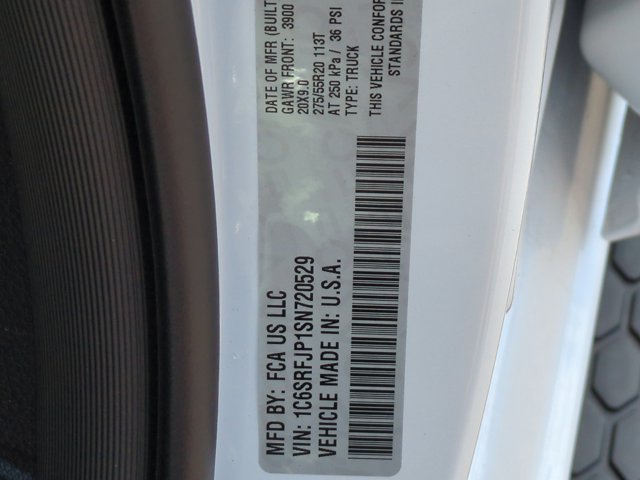 MFD BY: FCA US LLC
VIN: 1C6SRFJP1SN720529
VEHICLE MADE IN: U.S.A.
DATE OF MFR (BUILT
GAWR FRONT: 3900
20X9.0
275/55R20 113T
AT 250 kPa / 36 PSI
TYPE: TRUCK
THIS VEHICLE CONFOR
STANDARDS I